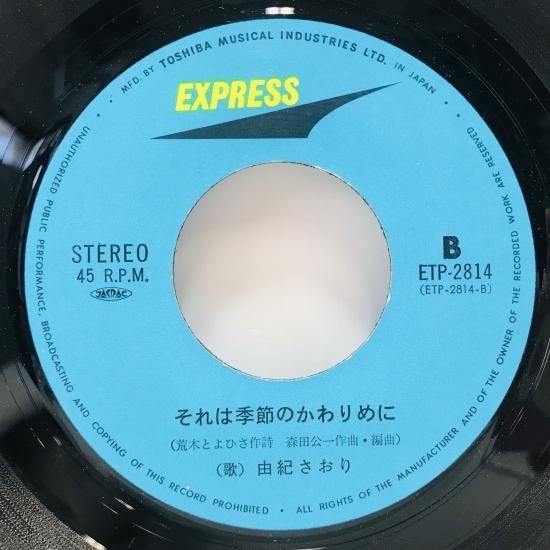 MFD. BY TOSHIBA MUSICAL INDUSTRIES LTD. IN JAPAN
EXPRESS
STEREO
45 R.P.M.
JASRAC
B
ETP-2814
(ETP-2814-B)
それは季節のかわりめに
(荒木とよひさ作詩 森田公一作曲・編曲)
(歌) 由紀さおり
UNAUTHORIZED PUBLIC PERFORMANCE, BROADCASTING AND COPYING OF THIS RECORD PROHIBITED • ALL RIGHTS OF THE MANUFACTURER AND OF THE OWNER OF THE RECORDED WORK ARE RESERVED